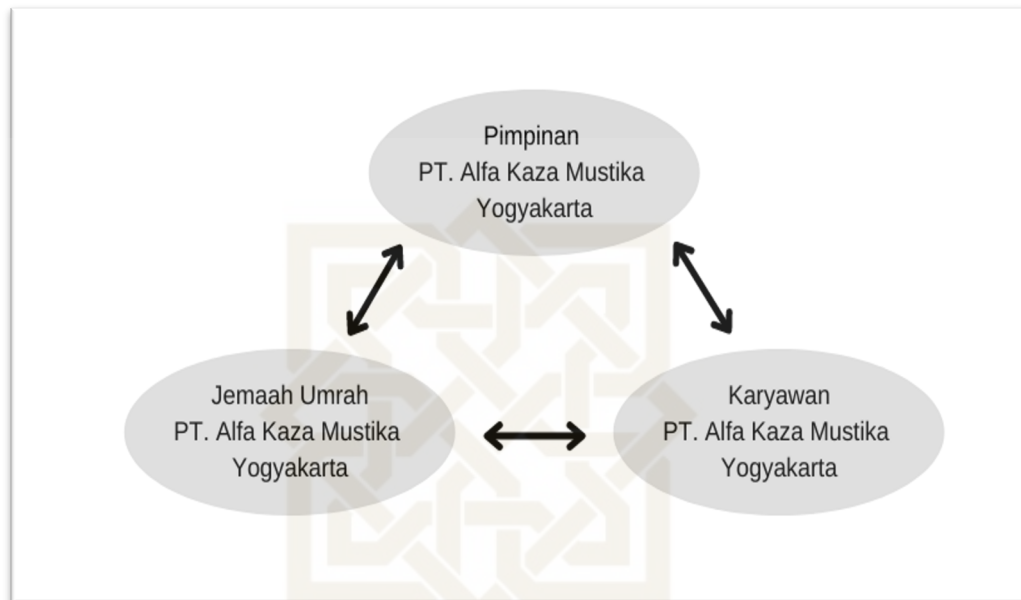 Pimpinan
PT. Alfa Kaza Mustika
Yogyakarta
Jemaah Umrah
PT. Alfa Kaza Mustika
Yogyakarta
Karyawan
PT. Alfa Kaza Mustika
Yogyakarta